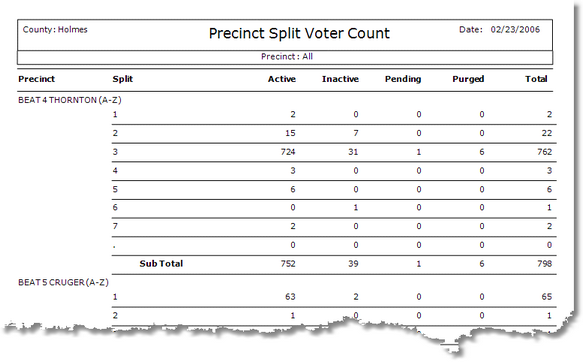 County: Holmes Precinct Split Voter Count Date: 02/23/2006
Precinct: All
Precinct Split Active Inactive Pending Purged Total
BEAT 4 THORNTON (A-Z)
1 2 0 0 0 2
2 15 7 0 0 22
3 724 31 1 6 762
4 3 0 0 0 3
5 6 0 0 0 6
6 0 1 0 0 1
7 2 0 0 0 2
. 0 0 0 0 0
Sub Total 752 39 1 6 798
BEAT 5 CRUGER (A-Z)
1 63 2 0 0 65
2 1 0 0 0 1